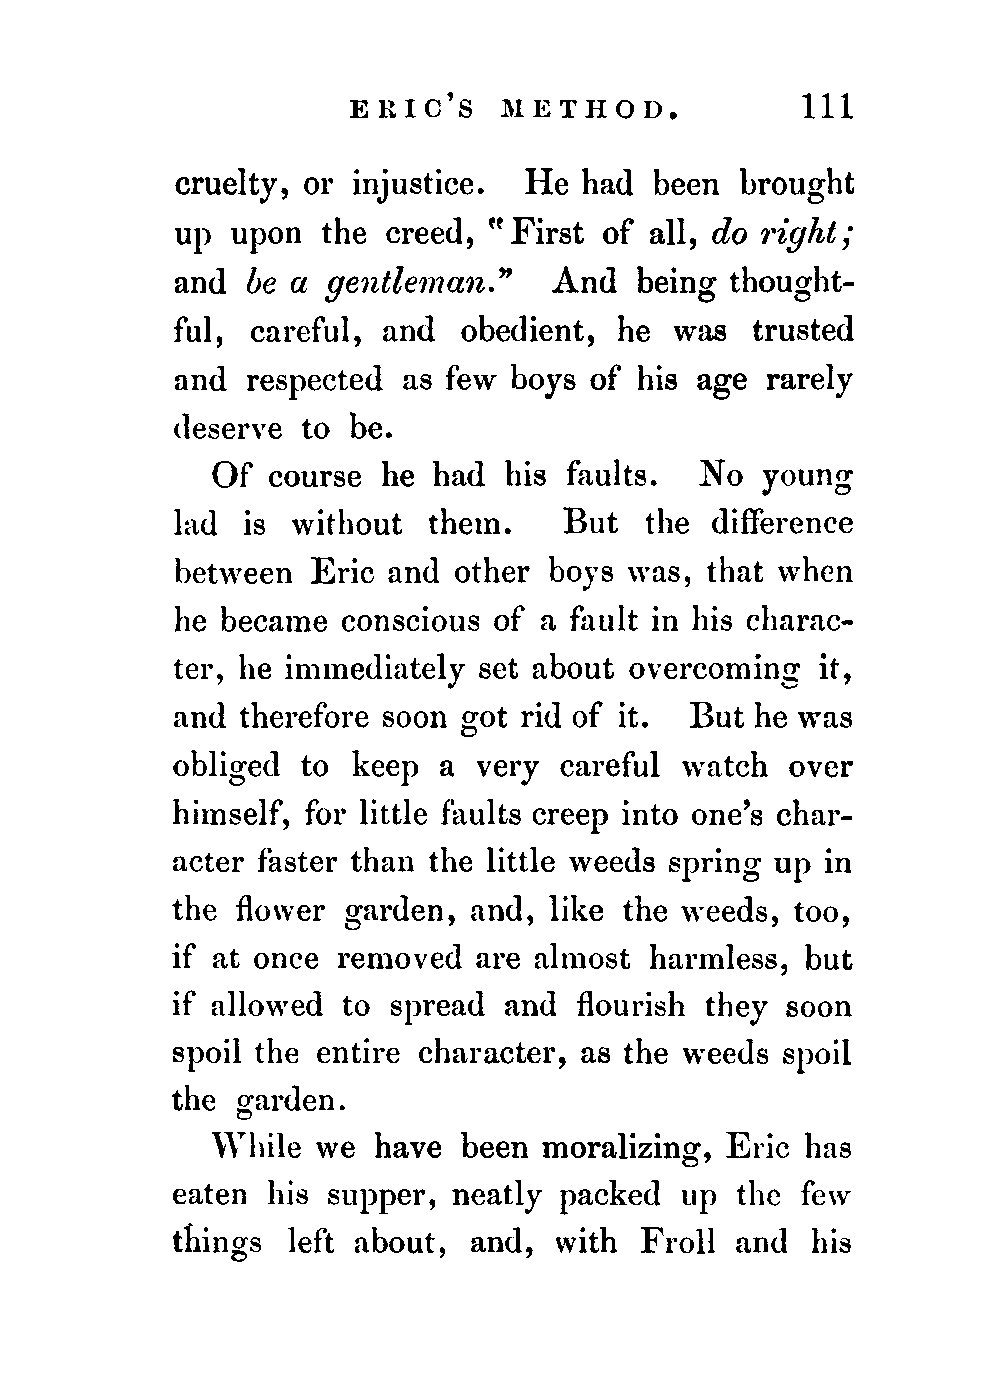 ERIC'S METHOD. 111
cruelty, or injustice. He had been brought
up upon the creed, "First of all, do right;
and be a gentleman." And being thought-
ful, careful, and obedient, he was trusted
and respected as few boys of his age rarely
deserve to be.
Of course he had his faults. No young
lad is without them. But the difference
between Eric and other boys was, that when
he became conscious of a fault in his charac-
ter, he immediately set about overcoming it,
and therefore soon got rid of it. But he was
obliged to keep a very careful watch over
himself, for little faults creep into one's char-
acter faster than the little weeds spring up in
the flower garden, and, like the weeds, too,
if at once removed are almost harmless, but
if allowed to spread and flourish they soon
spoil the entire character, as the weeds spoil
the garden.
While we have been moralizing, Eric has
eaten his supper, neatly packed up the few
things left about, and, with Froll and his